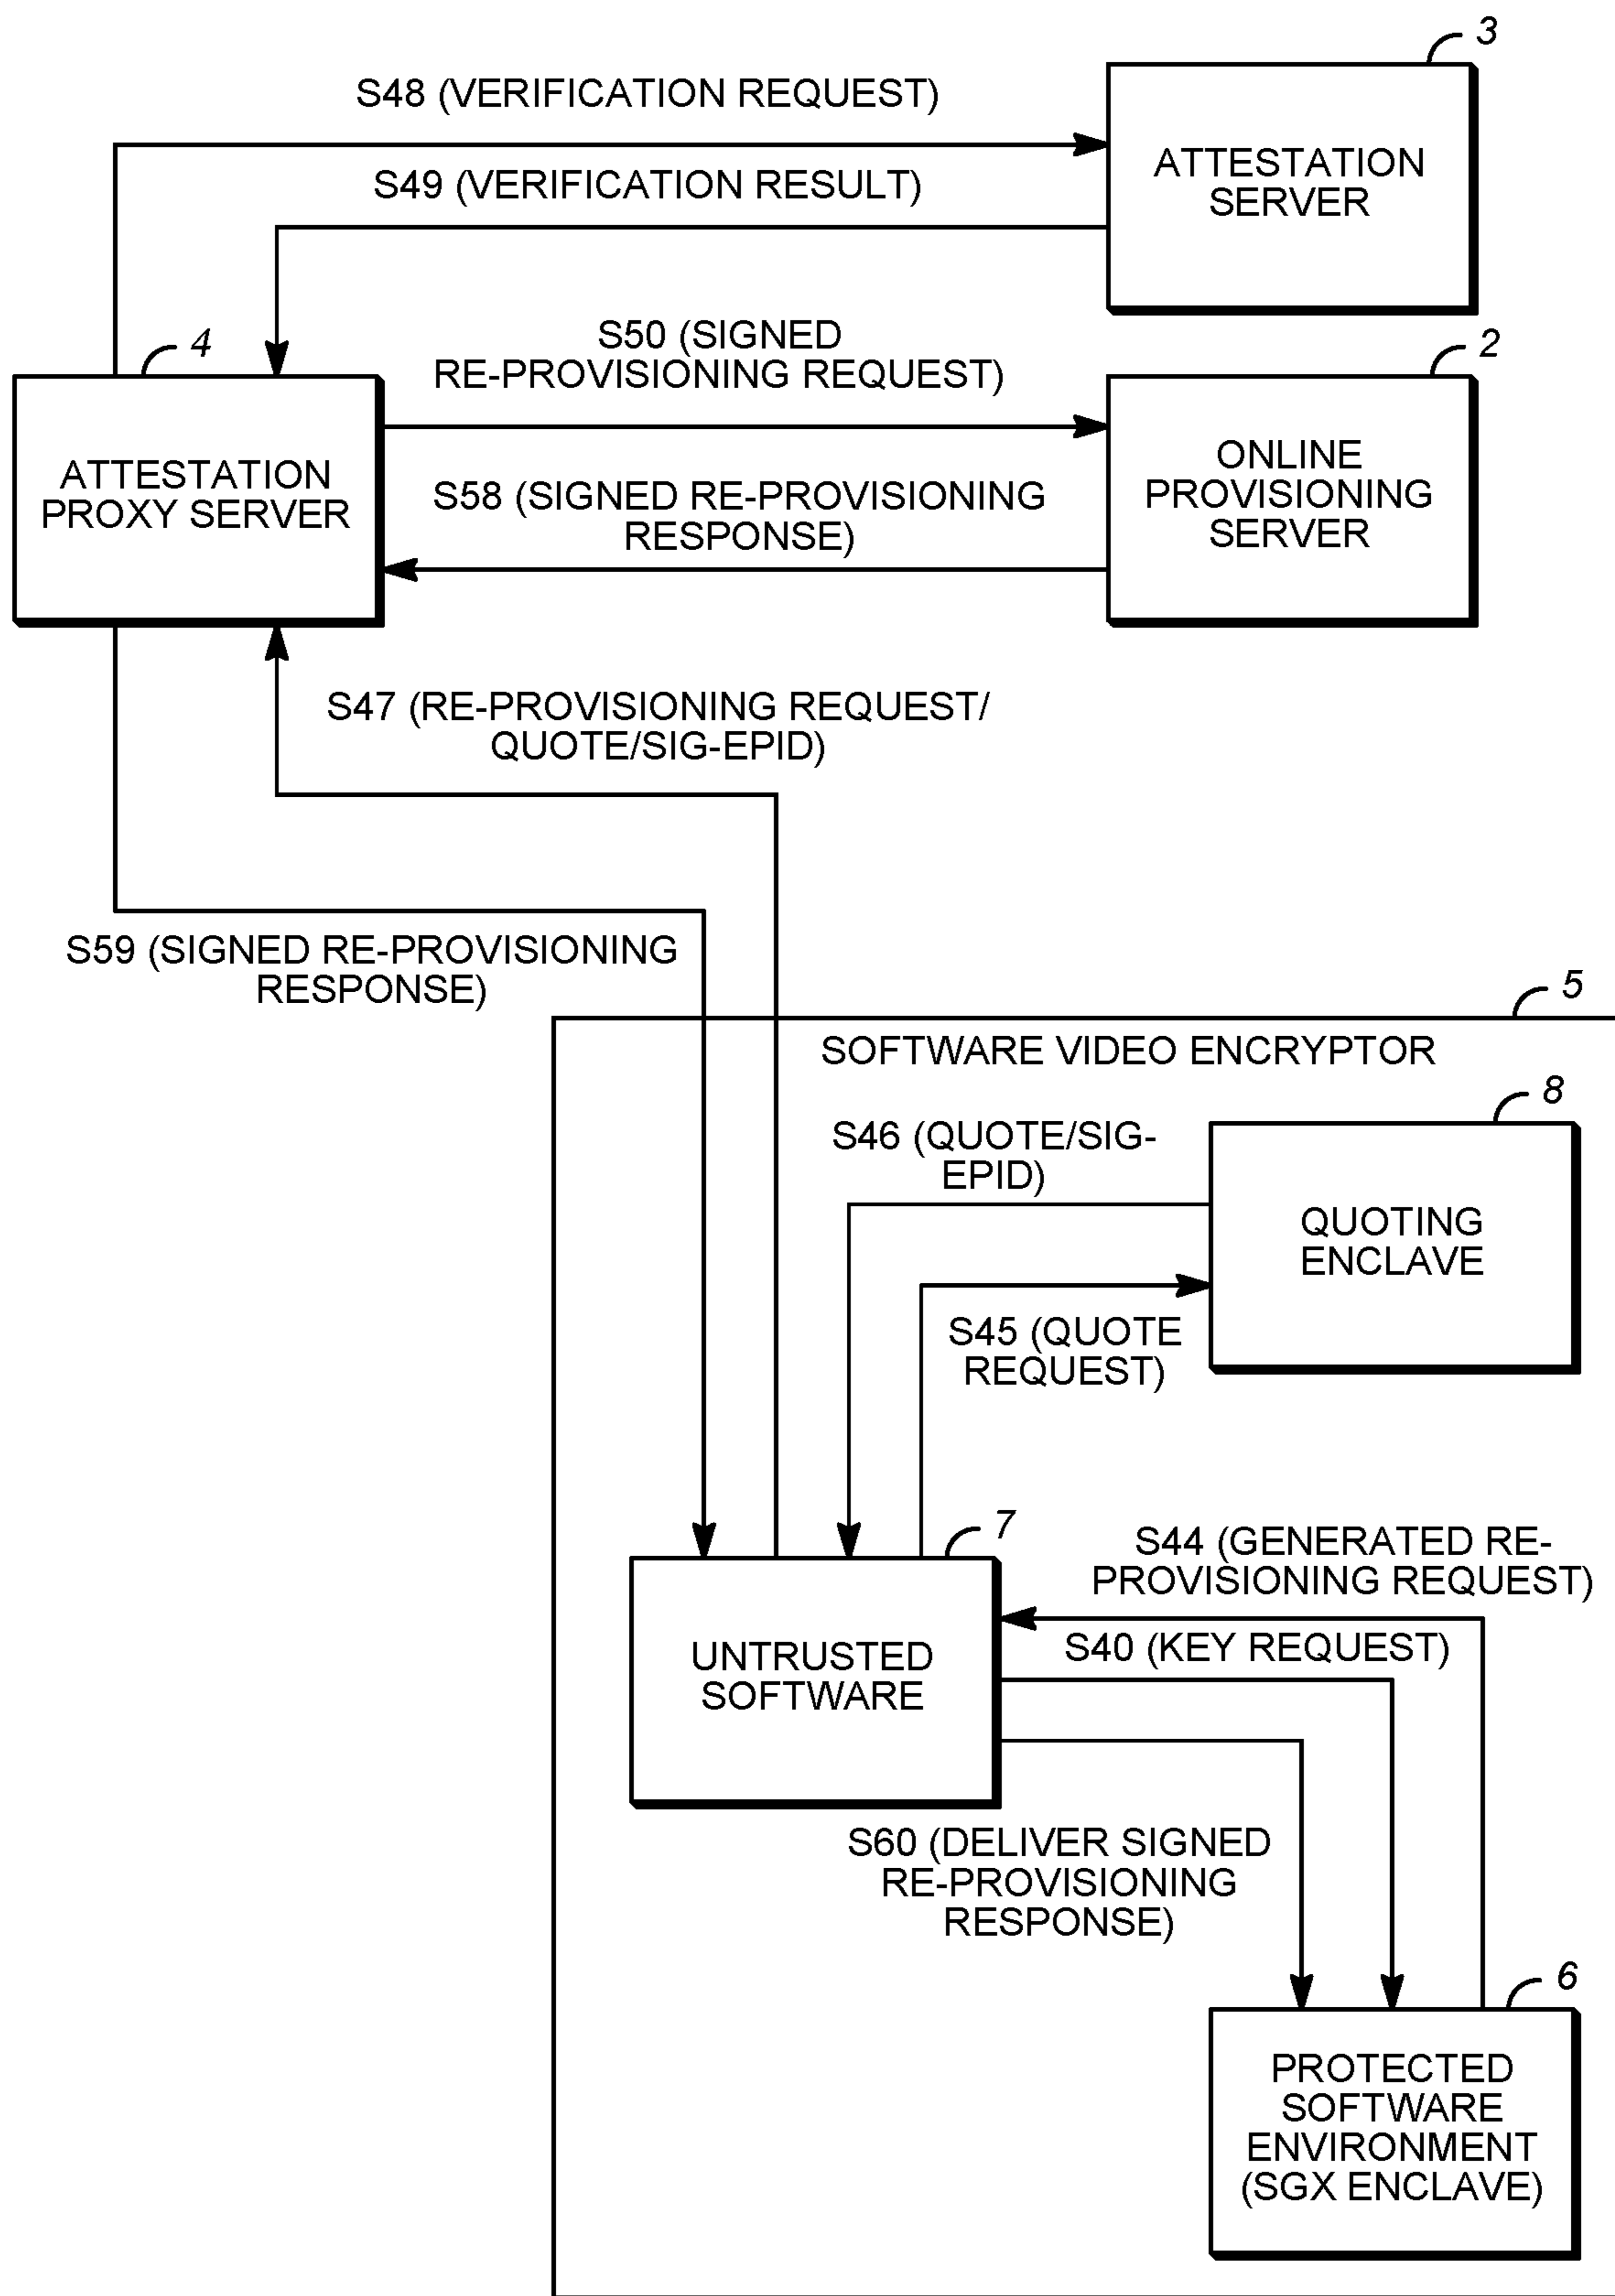 3
S48 (VERIFICATION REQUEST)
ATTESTATION
SERVER
S49 (VERIFICATION RESULT)
S50 (SIGNED
RE-PROVISIONING REQUEST)
2
4
ATTESTATION
PROXY SERVER
ONLINE
PROVISIONING
SERVER
S58 (SIGNED RE-PROVISIONING
RESPONSE)
S47 (RE-PROVISIONING REQUEST/
QUOTE/SIG-EPID)
S59 (SIGNED RE-PROVISIONING
RESPONSE)
5
SOFTWARE VIDEO ENCRYPTOR
8
S46 (QUOTE/SIG-
EPID)
QUOTING
ENCLAVE
S45 (QUOTE
REQUEST)
7
S44 (GENERATED RE-
PROVISIONING REQUEST)
UNTRUSTED
SOFTWARE
S40 (KEY REQUEST)
S60 (DELIVER SIGNED
RE-PROVISIONING
RESPONSE)
6
PROTECTED
SOFTWARE
ENVIRONMENT
(SGX ENCLAVE)